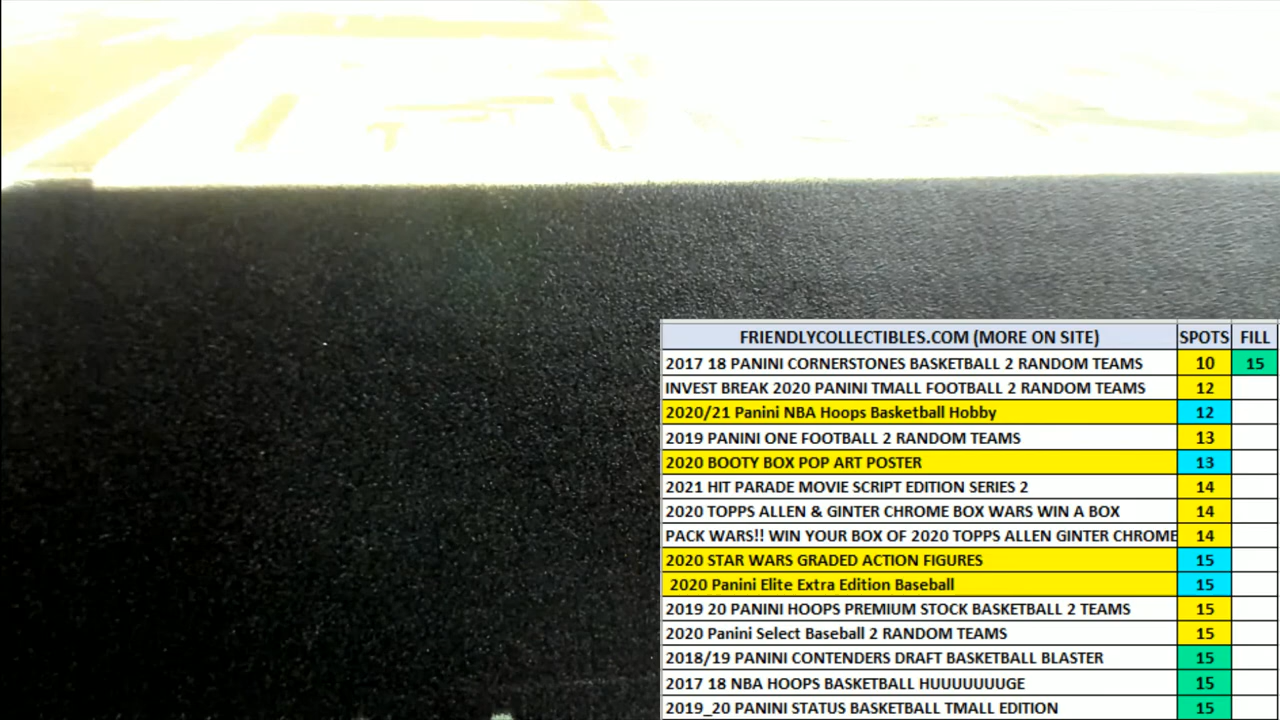 FRIENDLYCOLLECTIBLES.COM (MORE ON SITE) SPOTS FILL
2017 18 PANINI CORNERSTONES BASKETBALL 2 RANDOM TEAMS 10 15
INVEST BREAK 2020 PANINI TMALL FOOTBALL 2 RANDOM TEAMS 12
2020/21 Panini NBA Hoops Basketball Hobby 12
2019 PANINI ONE FOOTBALL 2 RANDOM TEAMS 13
2020 BOOTY BOX POP ART POSTER 13
2021 HIT PARADE MOVIE SCRIPT EDITION SERIES 2 14
2020 TOPPS ALLEN & GINTER CHROME BOX WARS WIN A BOX 14
PACK WARS!! WIN YOUR BOX OF 2020 TOPPS ALLEN GINTER CHROME 14
2020 STAR WARS GRADED ACTION FIGURES 15
2020 Panini Elite Extra Edition Baseball 15
2019 20 PANINI HOOPS PREMIUM STOCK BASKETBALL 2 TEAMS 15
2020 Panini Select Baseball 2 RANDOM TEAMS 15
2018/19 PANINI CONTENDERS DRAFT BASKETBALL BLASTER 15
2017 18 NBA HOOPS BASKETBALL HUUUUUUUGE 15
2019_20 PANINI STATUS BASKETBALL TMALL EDITION 15